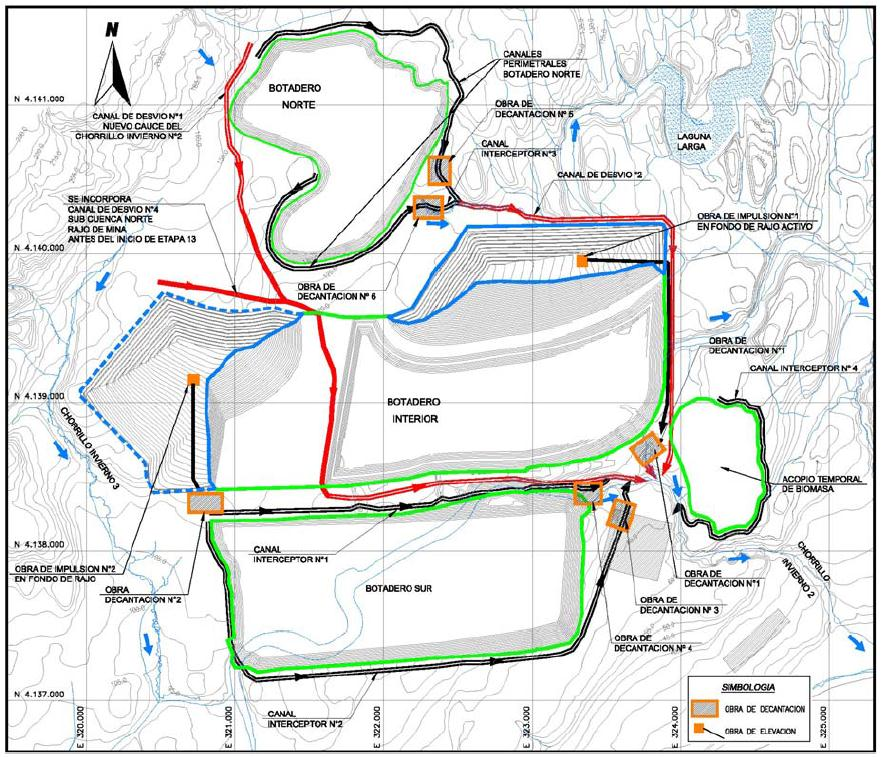 N
CANALES
PERIMETRALES
BOTADERO NORTE
BOTADERO
NORTE
N 4.141.000
CANAL DE DESVIO N°1
NUEVO CAUCE DEL
CHORRILLO INVIERNO N°2
OBRA DE
DECANTACION N° 5
CANAL
INTERCEPTOR N°3
LAGUNA
LARGA
CANAL DE DESVIO °2
SE INCORPORA
CANAL DE DESVIO N°4
SUB CUENCA NORTE
RAJO DE MINA
ANTES DEL INICIO DE ETAPA 13
OBRA DE IMPULSION N°1
EN FONDO DE RAJO ACTIVO
N 4.140.000
OBRA DE
DECANTACION N° 6
OBRA DE
DECANTACION N°1
CANAL INTERCEPTOR N° 4
N 4.139.000
BOTADERO
INTERIOR
CHORRILLO INVIERNO 3
ACOPIO TEMPORAL
DE BIOMASA
N 4.138.000
CANAL
INTERCEPTOR N°1
CHORRILLO
INVIERNO 2
OBRA DE IMPULSION N°2
EN FONDO DE RAJO
OBRA
DECANTACION N°2
BOTADERO SUR
OBRA DE
DECANTACION N°1
OBRA DE
DECANTACION N° 3
OBRA DE
DECANTACION N° 4
N 4.137.000
CANAL
INTERCEPTOR N°2
SIMBOLOGIA
OBRA DE DECANTACION
OBRA DE ELEVACION
E 320.000
E 321.000
E 322.000
E 323.000
E 324.000
E 325.000